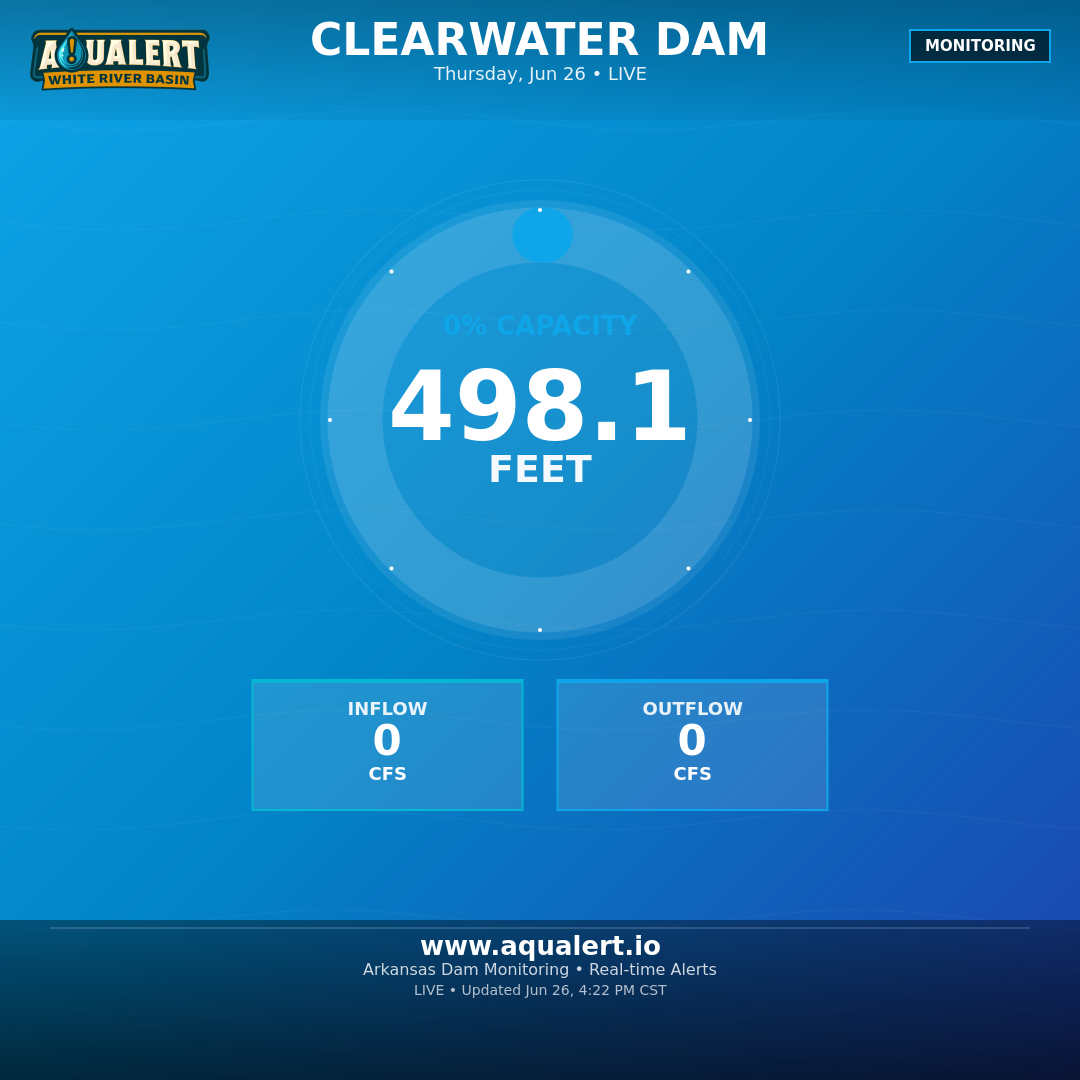 AQUALERT
WHITE RIVER BASIN
CLEARWATER DAM
Thursday, Jun 26 • LIVE
MONITORING
0% CAPACITY
498.1
FEET
INFLOW
0
CFS
OUTFLOW
0
CFS
www.aqualert.io
Arkansas Dam Monitoring • Real-time Alerts
LIVE • Updated Jun 26, 4:22 PM CST